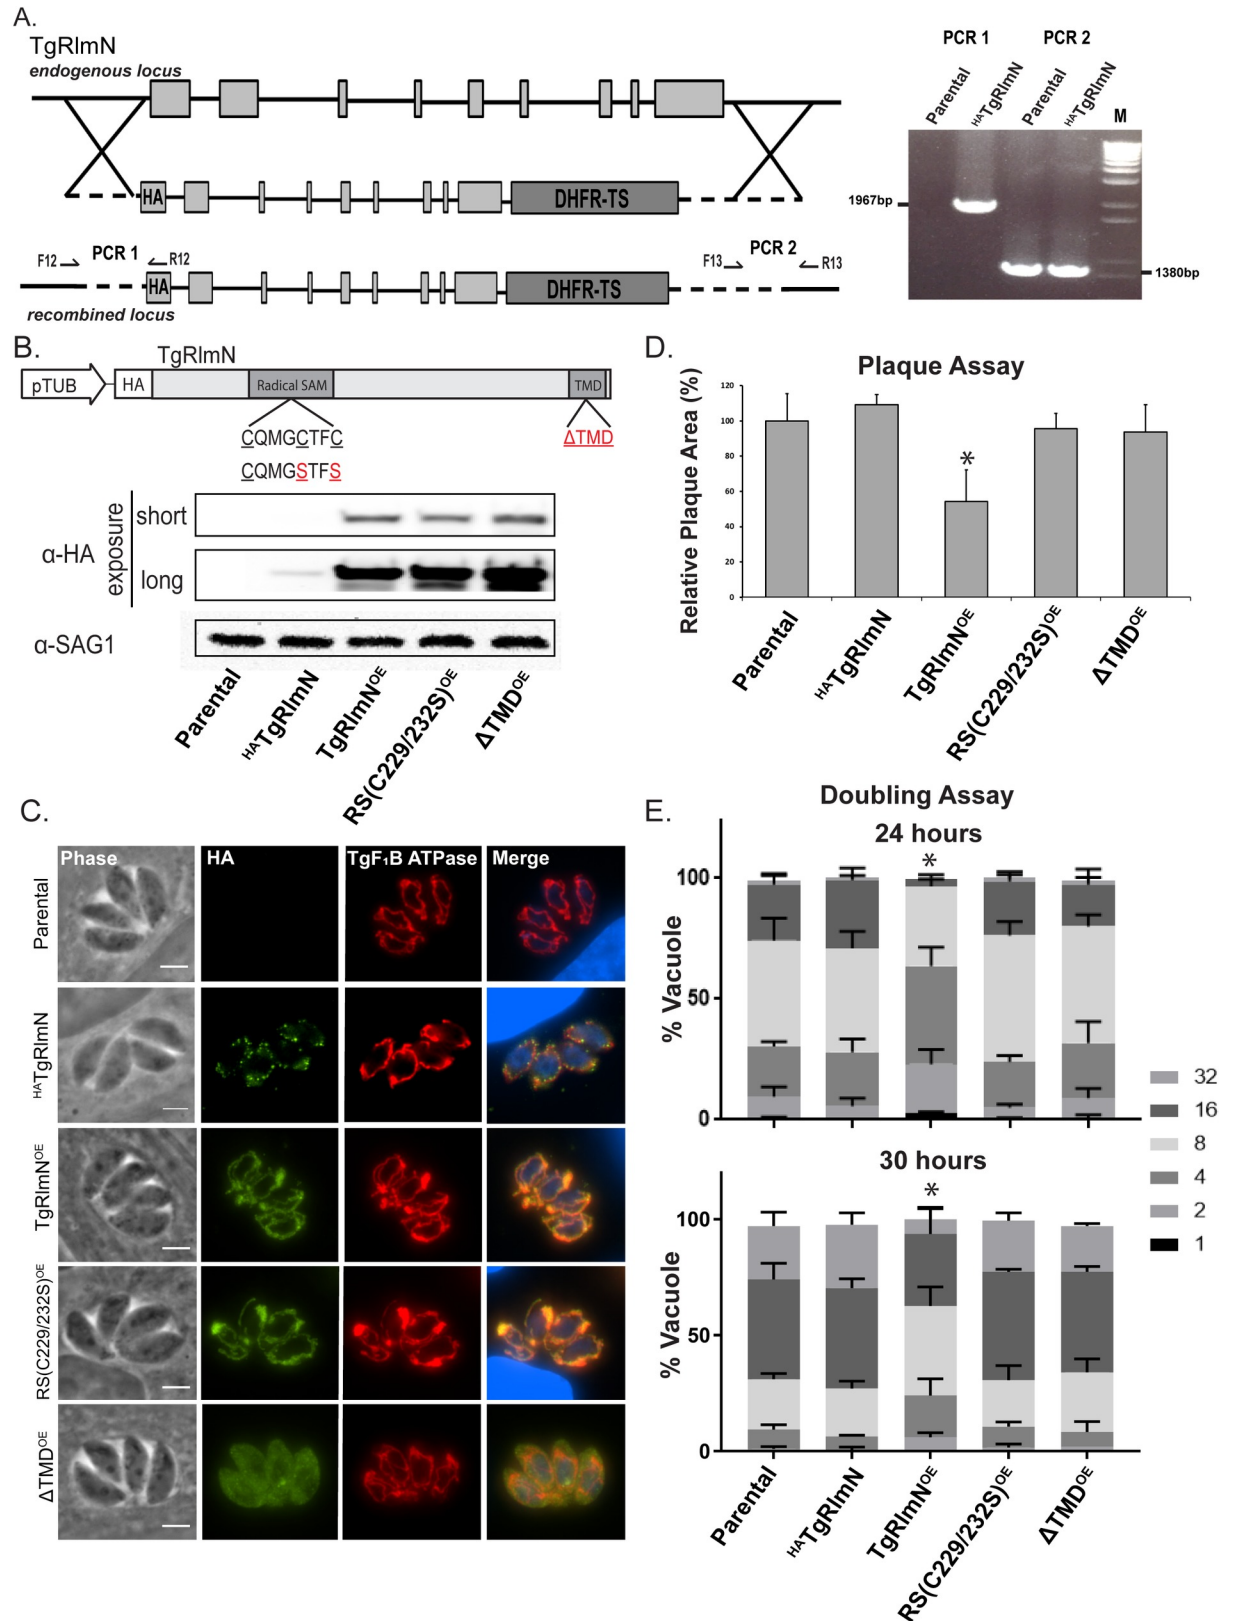 A.
TgRlmN
endogenous locus
HA
DHFR-TS
F12
PCR 1
R12
F13
PCR 2
R13
HA
DHFR-TS
recombined locus
PCR 1
PCR 2
Parental
HATgRlmN
Parental
HATgRlmN
M
1967bp
1380bp
B.
TgRlmN
pTUB
HA
Radical SAM
TMD
CQMGCTFC
ΔTMD
CQMGSTFS
α-HA
exposure
short
long
α-SAG1
Parental
HATgRlmN
TgRlmNOE
RS(C229/232S)OE
ΔTMDOE
C.
Phase
HA
TgF₁B ATPase
Merge
Parental
HATgRlmN
TgRlmNOE
RS(C229/232S)OE
ΔTMDOE
D.
Plaque Assay
Relative Plaque Area (%)
120
100
80
60
40
20
0
*
Parental
HATgRlmN
TgRlmNOE
RS(C229/232S)OE
ΔTMDOE
E.
Doubling Assay
24 hours
*
% Vacuole
100
50
0
30 hours
*
% Vacuole
100
50
0
32
16
8
4
2
1
Parental
HATgRlmN
TgRlmNOE
RS(C229/232S)OE
ΔTMDOE